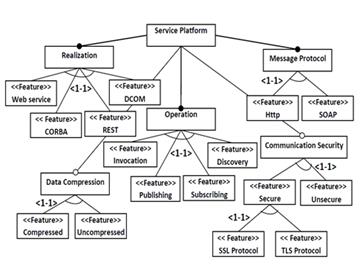 Service Platform
Realization
Message Protocol
<1-1>
<1-1>
<<Feature>>
Web service
<<Feature>>
DCOM
<<Feature>>
Http
<<Feature>>
SOAP
<<Feature>>
CORBA
<<Feature>>
REST
Operation
<1-1>
<<Feature>>
Invocation
<<Feature>>
Discovery
Communication Security
<1-1>
Data Compression
<1-1>
<<Feature>>
Publishing
<<Feature>>
Subscribing
<<Feature>>
Secure
<<Feature>>
Unsecure
<1-1>
<<Feature>>
Compressed
<<Feature>>
Uncompressed
<<Feature>>
SSL Protocol
<<Feature>>
TLS Protocol